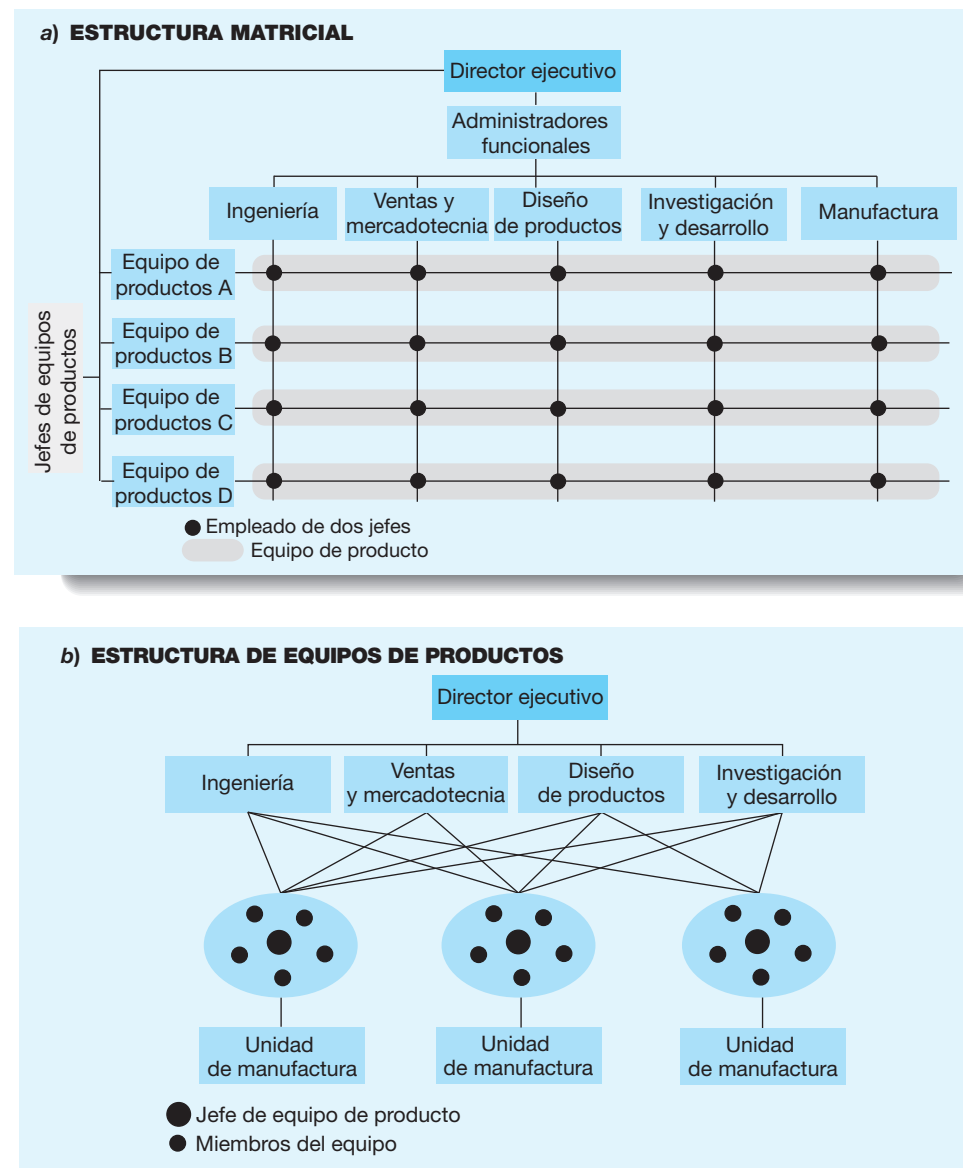 a) ESTRUCTURA MATRICIAL
Director ejecutivo
Administradores
funcionales
Ingeniería
Ventas y
mercadotecnia
Diseño
de productos
Investigación
y desarrollo
Manufactura
Jefes de equipos
de productos
Equipo de
productos A
Equipo de
productos B
Equipo de
productos C
Equipo de
productos D
Empleado de dos jefes
Equipo de producto
b) ESTRUCTURA DE EQUIPOS DE PRODUCTOS
Director ejecutivo
Ingeniería
Ventas
y mercadotecnia
Diseño
de productos
Investigación
y desarrollo
Unidad
de manufactura
Unidad
de manufactura
Unidad
de manufactura
Jefe de equipo de producto
Miembros del equipo